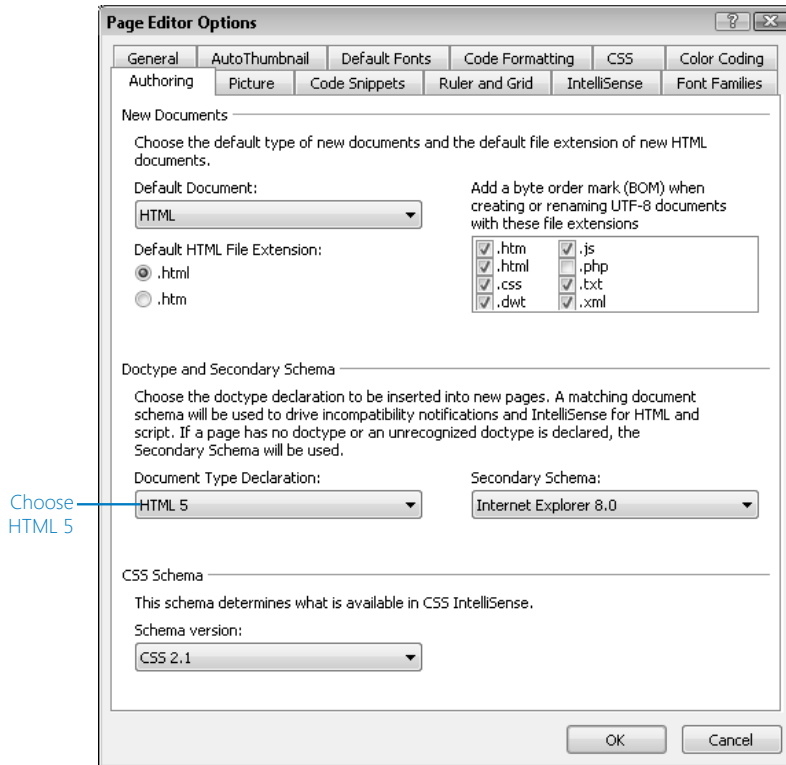 Page Editor Options
General AutoThumbnail Default Fonts Code Formatting CSS Color Coding
Authoring Picture Code Snippets Ruler and Grid IntelliSense Font Families
New Documents
Choose the default type of new documents and the default file extension of new HTML
documents.
Default Document:
HTML
Default HTML File Extension:
.html
.htm
Add a byte order mark (BOM) when
creating or renaming UTF-8 documents
with these file extensions
.htm .js
.html .php
.css .txt
.dwt .xml
Doctype and Secondary Schema
Choose the doctype declaration to be inserted into new pages. A matching document
schema will be used to drive incompatibility notifications and IntelliSense for HTML and
script. If a page has no doctype or an unrecognized doctype is declared, the
Secondary Schema will be used.
Document Type Declaration:
HTML 5
Secondary Schema:
Internet Explorer 8.0
Choose
HTML 5
CSS Schema
This schema determines what is available in CSS IntelliSense.
Schema version:
CSS 2.1
OK Cancel